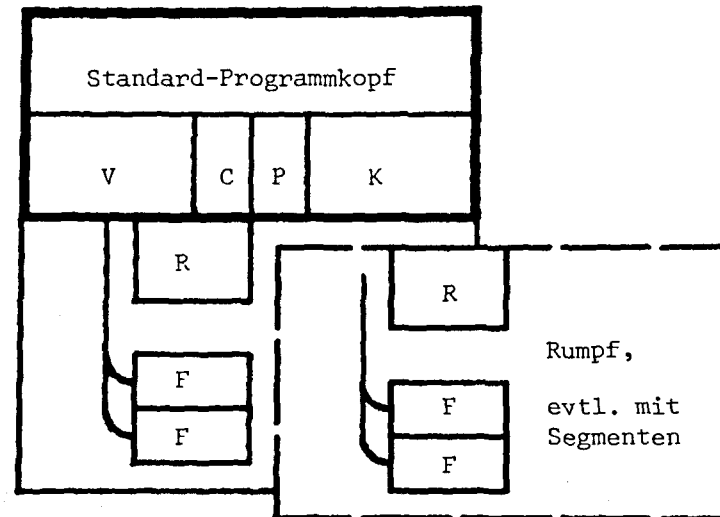 Standard-Programmkopf
V C P K
R
R
Rumpf,
F
F
evtl. mit
F
Segmenten
F